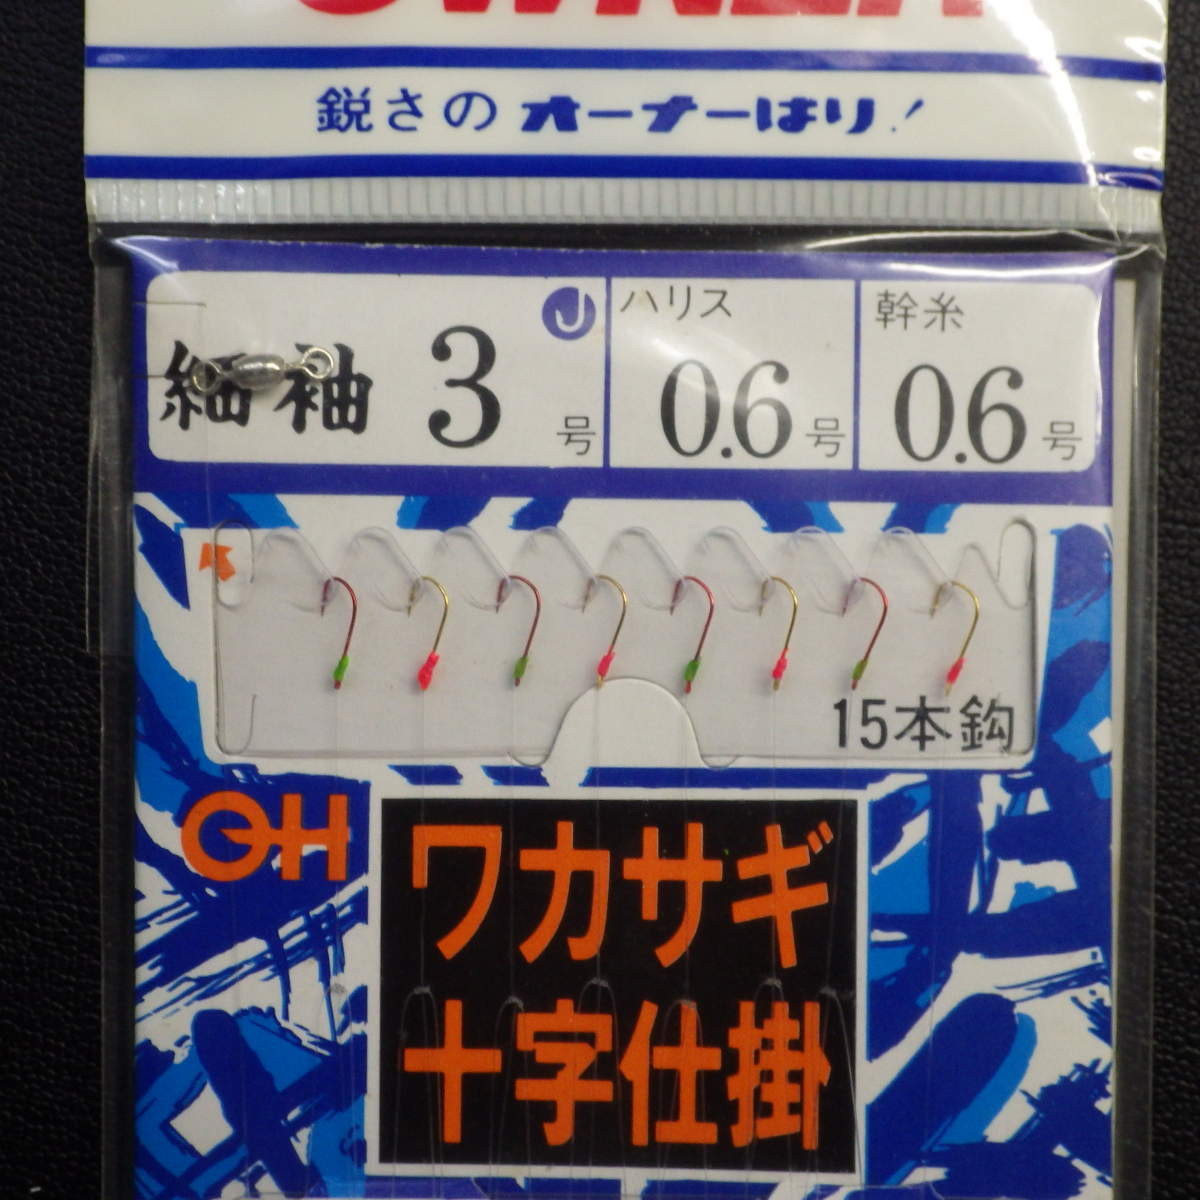 OWNER
鋭さの オーナーばり!
細袖 3 号 J
ハリス 0.6 号
幹糸 0.6 号
15本鈎
OH
ワカサギ
十字仕掛